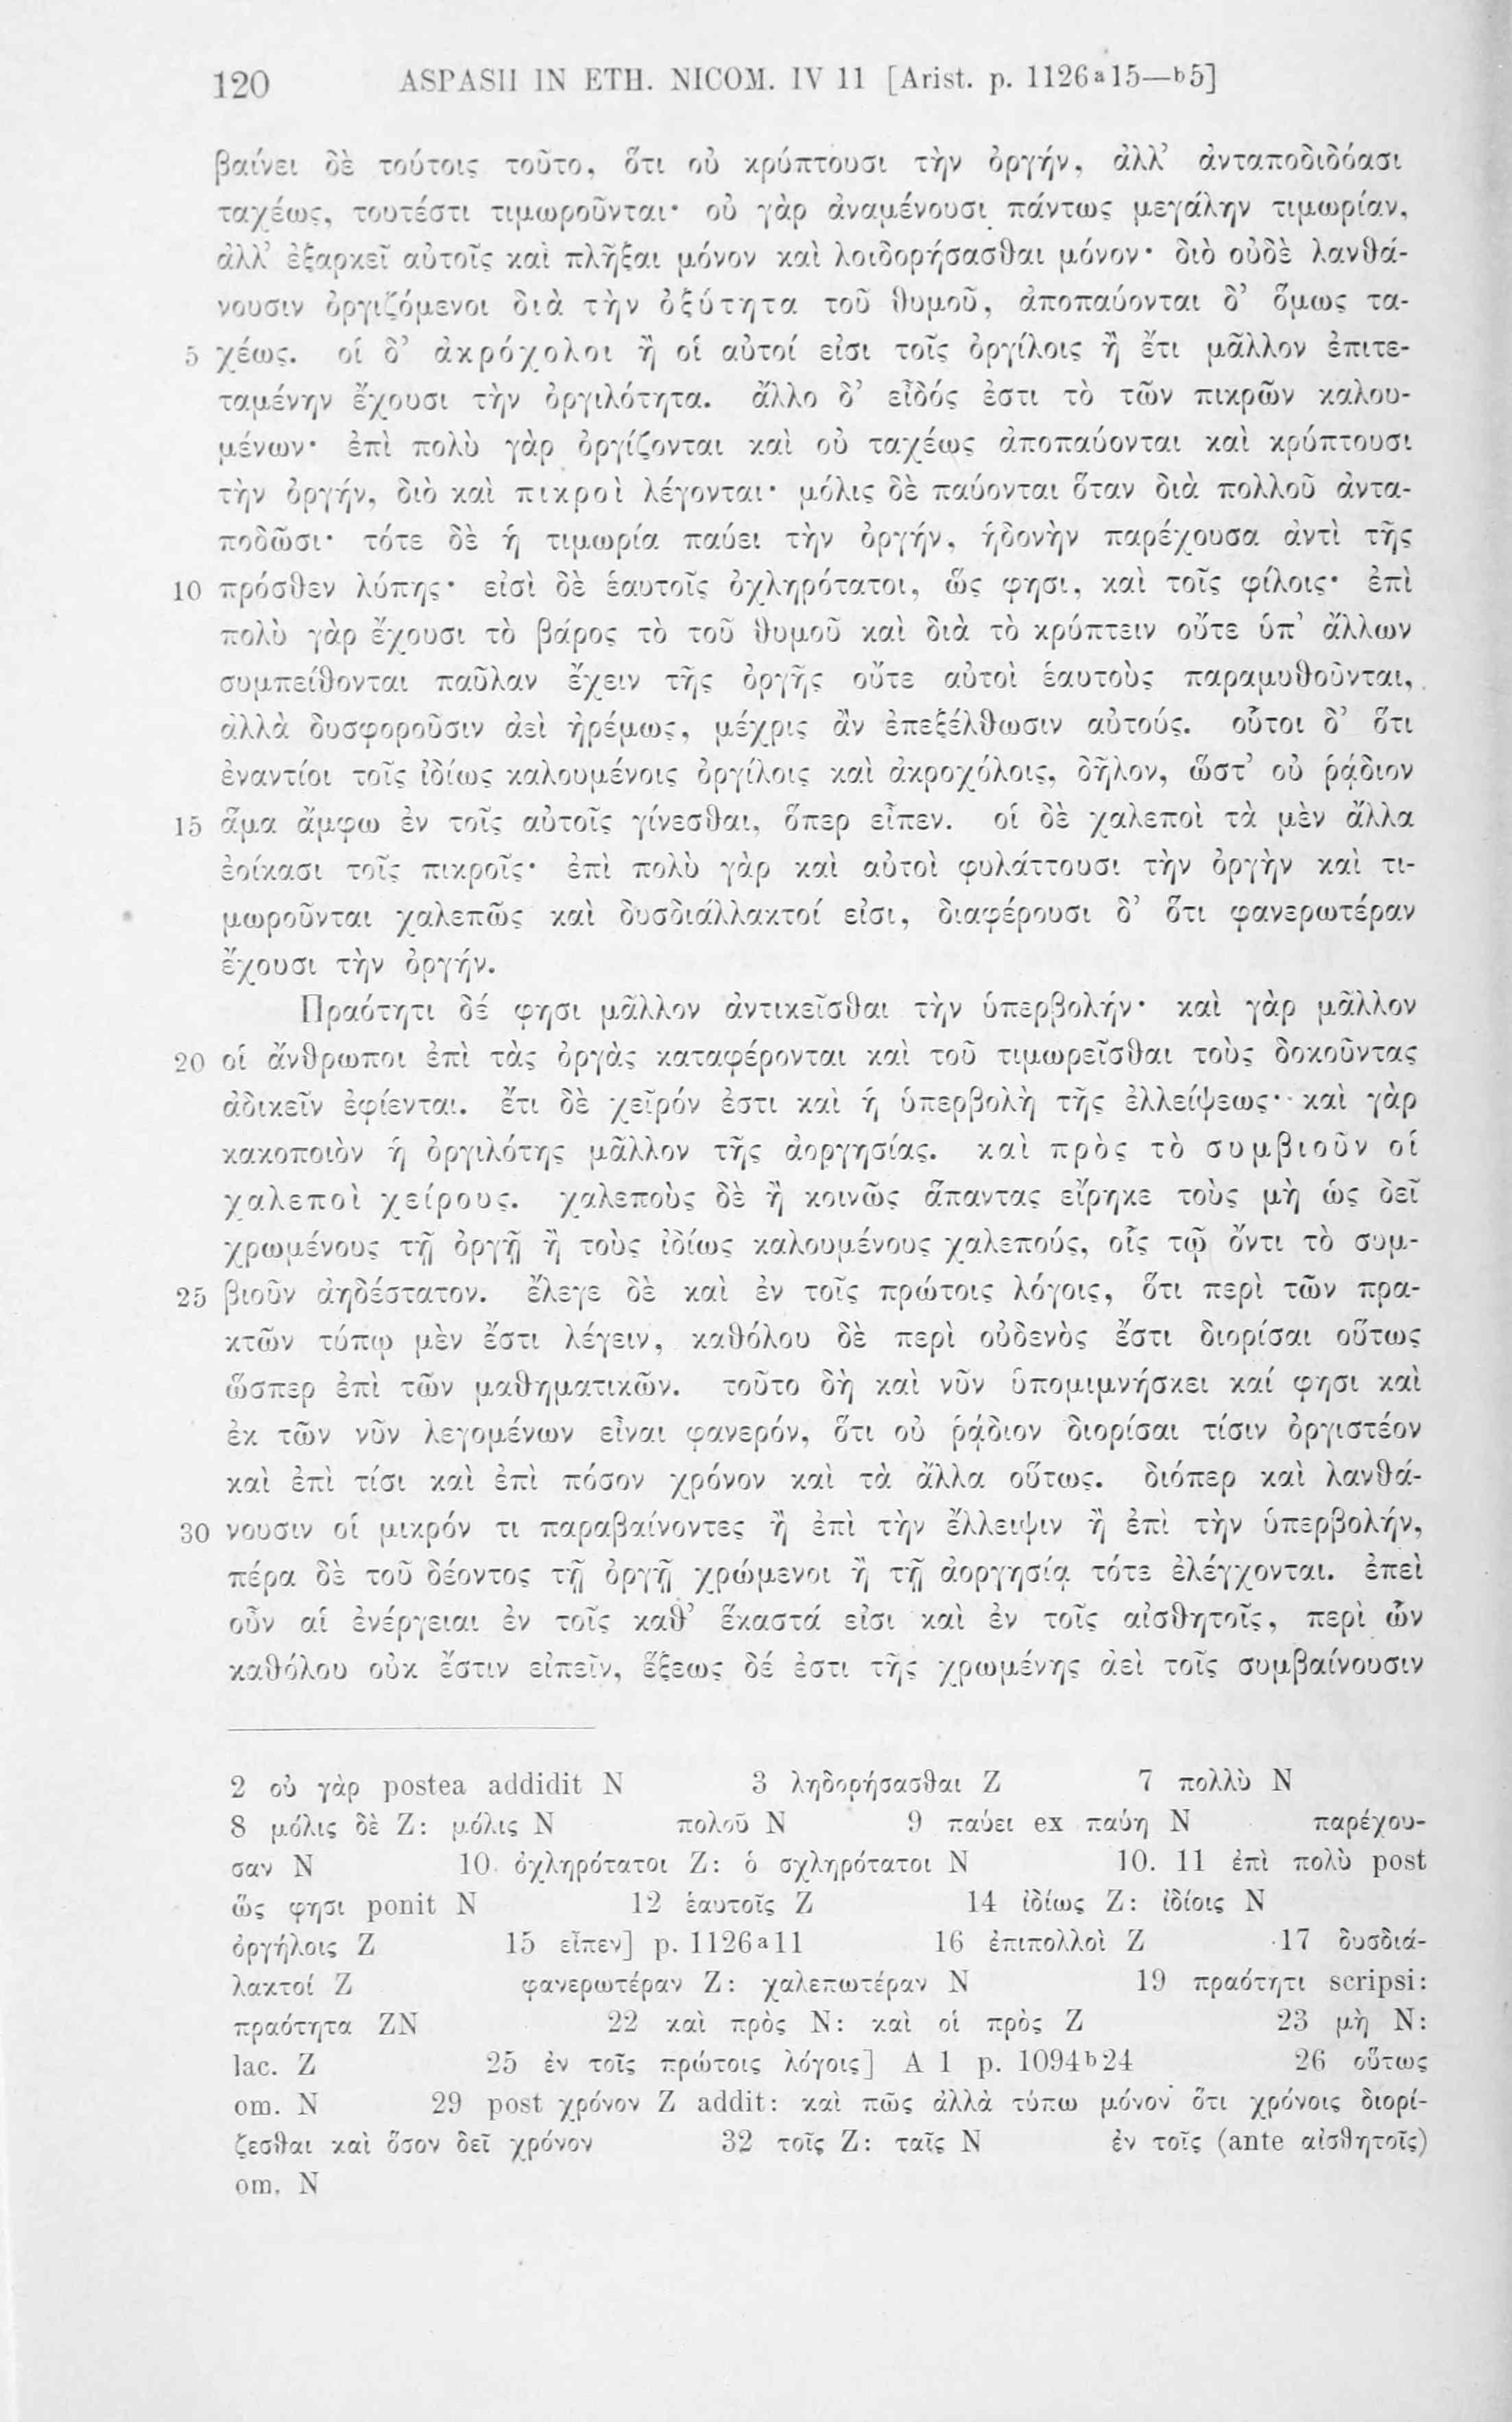 120 ASPASII IN ETH. NICOM. IV 11 [Arist. p. 1126ᵃ15—ᵇ5]
βαίνει δὲ τούτοις τοῦτο, ὅτι οὐ κρύπτουσι τὴν ὀργήν, ἀλλ’ ἀνταποδιδόασι
ταχέως, τουτέστι τιμωροῦνται· οὐ γὰρ ἀναμένουσι πάντως μεγάλην τιμωρίαν,
ἀλλ’ ἐξαρκεῖ αὐτοῖς καὶ πλῆξαι μόνον καὶ λοιδορήσασθαι μόνον· διὸ οὐδὲ λανθά-
νουσιν ὀργιζόμενοι διὰ τὴν ὀξύτητα τοῦ θυμοῦ, ἀποπαύονται δ’ ὅμως τα-
5 χέως. οἱ δ’ ἀκρόχολοι ἢ οἱ αὐτοί εἰσι τοῖς ὀργίλοις ἢ ἔτι μᾶλλον ἐπιτε-
ταμένην ἔχουσι τὴν ὀργιλότητα. ἄλλο δ’ εἶδός ἐστι τὸ τῶν πικρῶν καλου-
μένων· ἐπὶ πολὺ γὰρ ὀργίζονται καὶ οὐ ταχέως ἀποπαύονται καὶ κρύπτουσι
τὴν ὀργήν, διὸ καὶ πικροὶ λέγονται· μόλις δὲ παύονται ὅταν διὰ πολλοῦ ἀντα-
ποδῶσι· τότε δὲ ἡ τιμωρία παύει τὴν ὀργήν, ἡδονὴν παρέχουσα ἀντὶ τῆς
10 πρόσθεν λύπης· εἰσὶ δὲ ἑαυτοῖς ὀχληρότατοι, ὥς φησι, καὶ τοῖς φίλοις· ἐπὶ
πολὺ γὰρ ἔχουσι τὸ βάρος τὸ τοῦ θυμοῦ καὶ διὰ τὸ κρύπτειν οὔτε ὑπ’ ἄλλων
συμπείθονται παῦλαν ἔχειν τῆς ὀργῆς οὔτε αὐτοὶ ἑαυτοὺς παραμυθοῦνται,
ἀλλὰ δυσφοροῦσιν ἀεὶ ἠρέμως, μέχρις ἂν ἐπεξέλθωσιν αὐτούς. οὗτοι δ’ ὅτι
ἐναντίοι τοῖς ἰδίως καλουμένοις ὀργίλοις καὶ ἀκροχόλοις, δῆλον, ὥστ’ οὐ ῥᾴδιον
15 ἅμα ἄμφω ἐν τοῖς αὐτοῖς γίνεσθαι, ὅπερ εἶπεν. οἱ δὲ χαλεποὶ τὰ μὲν ἄλλα
ἐοίκασι τοῖς πικροῖς· ἐπὶ πολὺ γὰρ καὶ αὐτοὶ φυλάττουσι τὴν ὀργὴν καὶ τι-
μωροῦνται χαλεπῶς καὶ δυσδιάλλακτοί εἰσι, διαφέρουσι δ’ ὅτι φανερωτέραν
ἔχουσι τὴν ὀργήν.
Πραότητι δέ φησι μᾶλλον ἀντικεῖσθαι τὴν ὑπερβολήν· καὶ γὰρ μᾶλλον
20 οἱ ἄνθρωποι ἐπὶ τὰς ὀργὰς καταφέρονται καὶ τοῦ τιμωρεῖσθαι τοὺς δοκοῦντας
ἀδικεῖν ἐφίενται. ἔτι δὲ χεῖρόν ἐστι καὶ ἡ ὑπερβολὴ τῆς ἐλλείψεως· καὶ γὰρ
κακοποιὸν ἡ ὀργιλότης μᾶλλον τῆς ἀοργησίας. καὶ πρὸς τὸ συμβιοῦν οἱ
χαλεποὶ χείρους. χαλεποὺς δὲ ἢ κοινῶς ἅπαντας εἴρηκε τοὺς μὴ ὡς δεῖ
χρωμένους τῇ ὀργῇ ἢ τοὺς ἰδίως καλουμένους χαλεπούς, οἷς τῷ ὄντι τὸ συμ-
25 βιοῦν ἀηδέστατον. ἔλεγε δὲ καὶ ἐν τοῖς πρώτοις λόγοις, ὅτι περὶ τῶν πρα-
κτῶν τύπῳ μὲν ἔστι λέγειν, καθόλου δὲ περὶ οὐδενὸς ἔστι διορίσαι οὕτως
ὥσπερ ἐπὶ τῶν μαθηματικῶν. τοῦτο δὴ καὶ νῦν ὑπομιμνήσκει καί φησι καὶ
ἐκ τῶν νῦν λεγομένων εἶναι φανερόν, ὅτι οὐ ῥᾴδιον διορίσαι τίσιν ὀργιστέον
καὶ ἐπὶ τίσι καὶ ἐπὶ πόσον χρόνον καὶ τὰ ἄλλα οὕτως. διόπερ καὶ λανθά-
30 νουσιν οἱ μικρόν τι παραβαίνοντες ἢ ἐπὶ τὴν ἔλλειψιν ἢ ἐπὶ τὴν ὑπερβολήν,
πέρα δὲ τοῦ δέοντος τῇ ὀργῇ χρώμενοι ἢ τῇ ἀοργησίᾳ τότε ἐλέγχονται. ἐπεὶ
οὖν αἱ ἐνέργειαι ἐν τοῖς καθ’ ἕκαστά εἰσι καὶ ἐν τοῖς αἰσθητοῖς, περὶ ὧν
καθόλου οὐκ ἔστιν εἰπεῖν, ἕξεως δέ ἐστι τῆς χρωμένης ἀεὶ τοῖς συμβαίνουσιν
2 οὐ γὰρ postea addidit N 3 ληδορήσασθαι Z 7 πολλὺ N
8 μόλις δὲ Z: μόλις N πολοῦ N 9 παύει ex παύη N παρέχου-
σαν N 10 ὀχληρότατοι Z: ὁ σχληρότατοι N 10. 11 ἐπὶ πολὺ post
ὥς φησι ponit N 12 ἑαυτοῖς Z 14 ἰδίως Z: ἰδίοις N
ὀργήλοις Z 15 εἶπεν] p. 1126ᵃ11 16 ἐπιπολλοὶ Z 17 δυσδιά-
λακτοί Z φανερωτέραν Z: χαλεπωτέραν N 19 πραότητι scripsi:
πραότητα ZN 22 καὶ πρὸς N: καὶ οἱ πρὸς Z 23 μὴ N:
lac. Z 25 ἐν τοῖς πρώτοις λόγοις] A 1 p. 1094ᵇ24 26 οὕτως
om. N 29 post χρόνον Z addit: καὶ πῶς ἀλλὰ τύπω μόνον ὅτι χρόνοις διορί-
ζεσθαι καὶ ὅσον δεῖ χρόνον 32 τοῖς Z: ταῖς N ἐν τοῖς (ante αἰσθητοῖς)
om. N